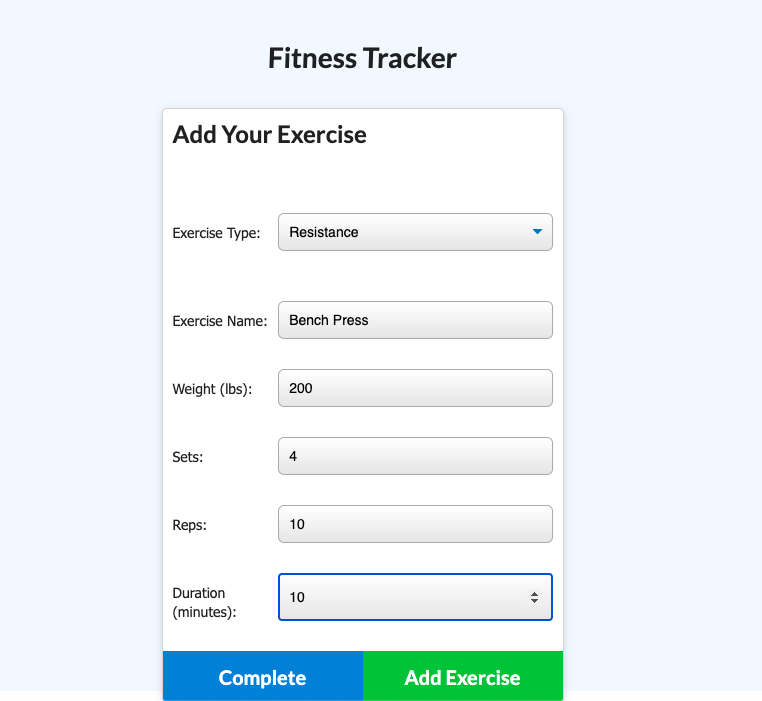 Fitness Tracker
Add Your Exercise
Exercise Type: Resistance
Exercise Name: Bench Press
Weight (lbs): 200
Sets: 4
Reps: 10
Duration
(minutes): 10
Complete Add Exercise